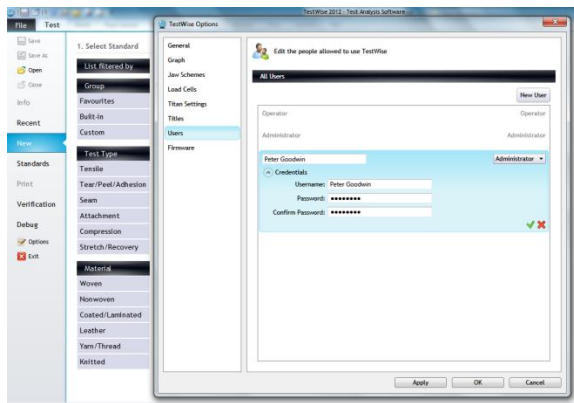 TestWise 2012 - Test Analysis Software
File Test
Save
Save As
Open
Close
Info
Recent
New
Standards
Print
Verification
Debug
Options
Exit
1. Select Standard
List filtered by
Group
Favourites
Built-in
Custom
Test Type
Tensile
Tear/Peel/Adhesion
Seam
Attachment
Compression
Stretch/Recovery
Material
Woven
Nonwoven
Coated/Laminated
Leather
Yarn/Thread
Knitted
TestWise Options
General
Graph
Jaw Schemes
Load Cells
Titan Settings
Titles
Users
Firmware
Edit the people allowed to use TestWise
All Users
New User
Operator Operator
Administrator Administrator
Peter Goodwin Administrator
Credentials
Username: Peter Goodwin
Password: ••••••••
Confirm Password: ••••••••
Apply OK Cancel